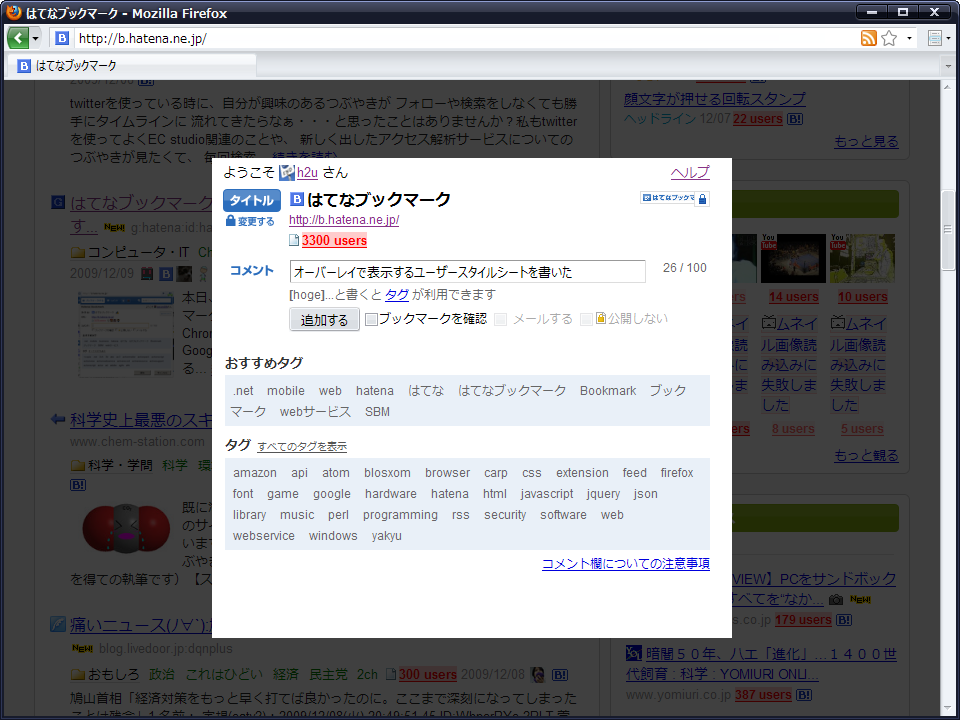 はてなブックマーク - Mozilla Firefox
http://b.hatena.ne.jp/
はてなブックマーク
twitterを使っている時に、自分が興味のあるつぶやきが フォローや検索をしなくても勝
手にタイムラインに 流れてきたらなぁ・・・と思ったことはありませんか？私もtwitter
を使ってよくEC studio関連のことや、 新しく出したアクセス解析サービスについての
つぶやきが見たくて、 毎回検索
顔文字が押せる回転スタンプ
ヘッドライン 12/07 22 users B!
もっと見る
ようこそ h2u さん
ヘルプ
タイトル
はてなブックマーク
変更する
http://b.hatena.ne.jp/
3300 users
コメント
オーバーレイで表示するユーザースタイルシートを書いた
26 / 100
[hoge]...と書くと タグ が利用できます
追加する
ブックマークを確認
メールする
公開しない
おすすめタグ
.net mobile web hatena はてな はてなブックマーク Bookmark ブック
マーク webサービス SBM
タグ すべてのタグを表示
amazon api atom blosxom browser carp css extension feed firefox
font game google hardware hatena html javascript jquery json
library music perl programming rss security software web
webservice windows yakyu
コメント欄についての注意事項
はてなブックマーク
す... NEW! g:hatena:id:ha
コンピュータ・IT
2009/12/09
本日、
マーク
Chron
Goog
る...
科学史上最悪のスキ
www.chem-station.com
科学・学問 科学 環
B!
既に
のサー
いま
ぶやき
を得ての執筆です）【ス
痛いニュース(ﾉ∀`):
NEW! blog.livedoor.jp:dqnplus
おもしろ 政治 これはひどい 経済 民主党 2ch 300 users 2009/12/08 B!
鳩山首相「経済対策をもっと早く打てば良かったのに。ここまで深刻になってしまった
You Tube
14 users
10 users
ムネイ
ル画像読
み込みに
失敗しま
した
ムネイ
ル画像読
み込みに
失敗しま
した
8 users
5 users
もっと観る
VIEW】PCをサンドボック
すべてを“なか... NEW!
s.co.jp 179 users B!
暗闇５０年、ハエ「進化」…１４００世
代飼育 : 科学 : YOMIURI ONLI...
www.yomiuri.co.jp 387 users B!